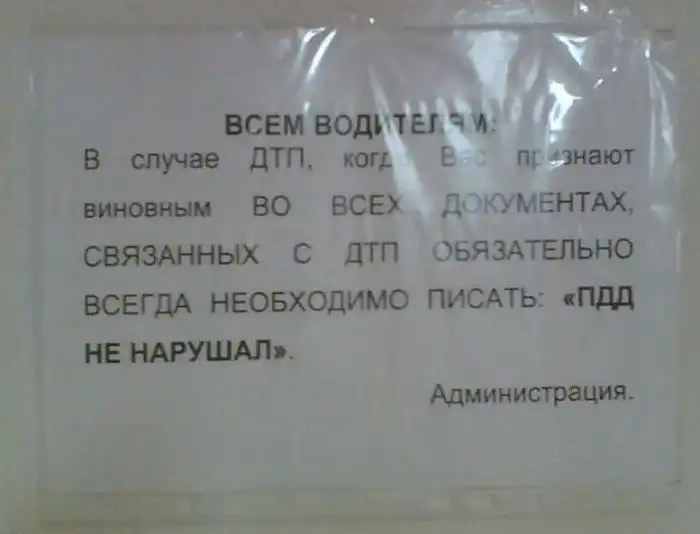 ВСЕМ ВОДИТЕЛЯМ:
В случае ДТП, когда Вас признают
виновным ВО ВСЕХ ДОКУМЕНТАХ,
СВЯЗАННЫХ С ДТП ОБЯЗАТЕЛЬНО
ВСЕГДА НЕОБХОДИМО ПИСАТЬ: «ПДД
НЕ НАРУШАЛ».
Администрация.